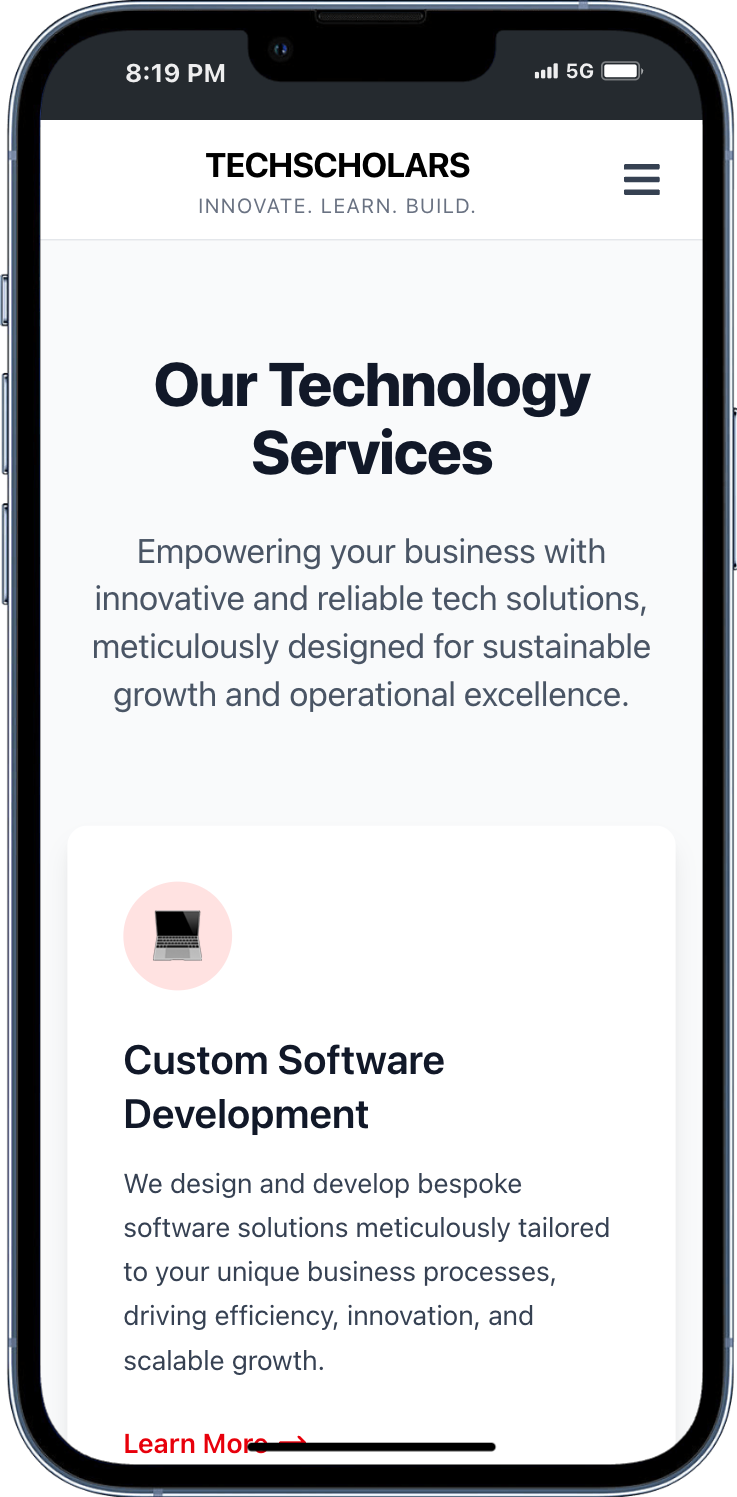 8:19 PM 5G
TECHSCHOLARS
INNOVATE. LEARN. BUILD.
Our Technology
Services
Empowering your business with
innovative and reliable tech solutions,
meticulously designed for sustainable
growth and operational excellence.
Custom Software
Development
We design and develop bespoke
software solutions meticulously tailored
to your unique business processes,
driving efficiency, innovation, and
scalable growth.
Learn More →